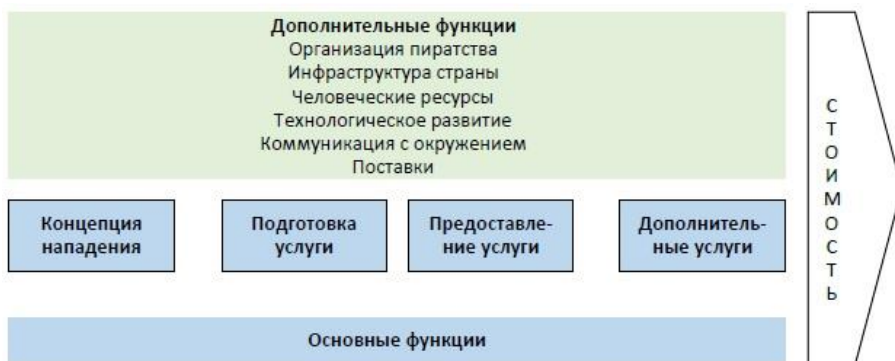 Дополнительные функции
Организация пиратства
Инфраструктура страны
Человеческие ресурсы
Технологическое развитие
Коммуникация с окружением
Поставки
Концепция
нападения
Подготовка
услуги
Предоставле-
ние услуги
Дополнитель-
ные услуги
Основные функции
С
Т
О
И
М
О
С
Т
Ь